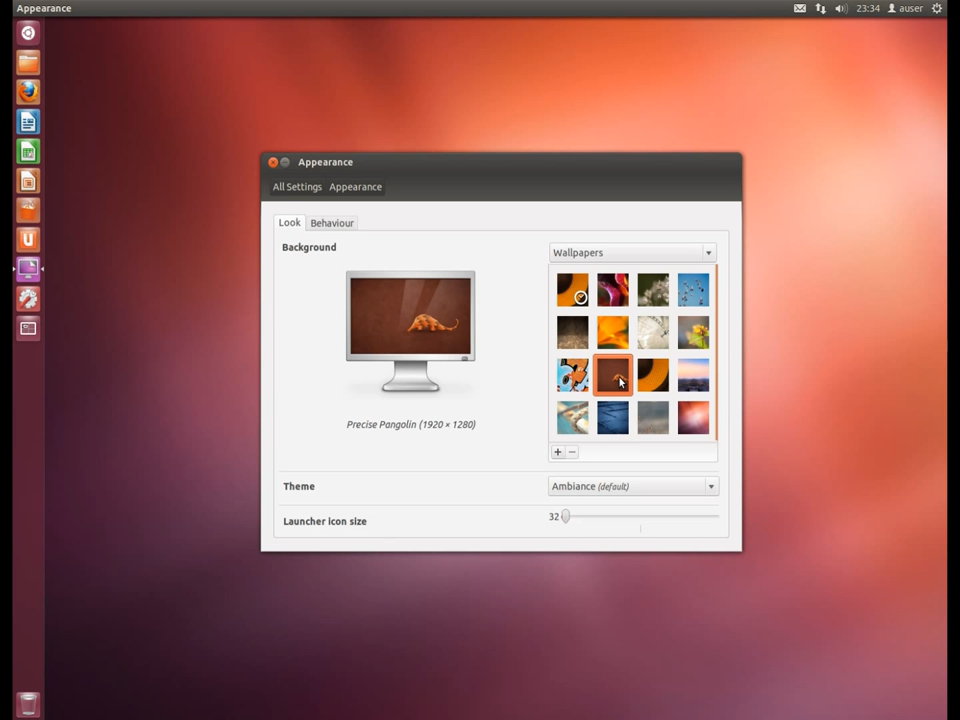 Appearance
23:34 auser
Appearance
All Settings Appearance
Look Behaviour
Background
Wallpapers
Precise Pangolin (1920 × 1280)
Theme
Ambiance (default)
Launcher icon size
32